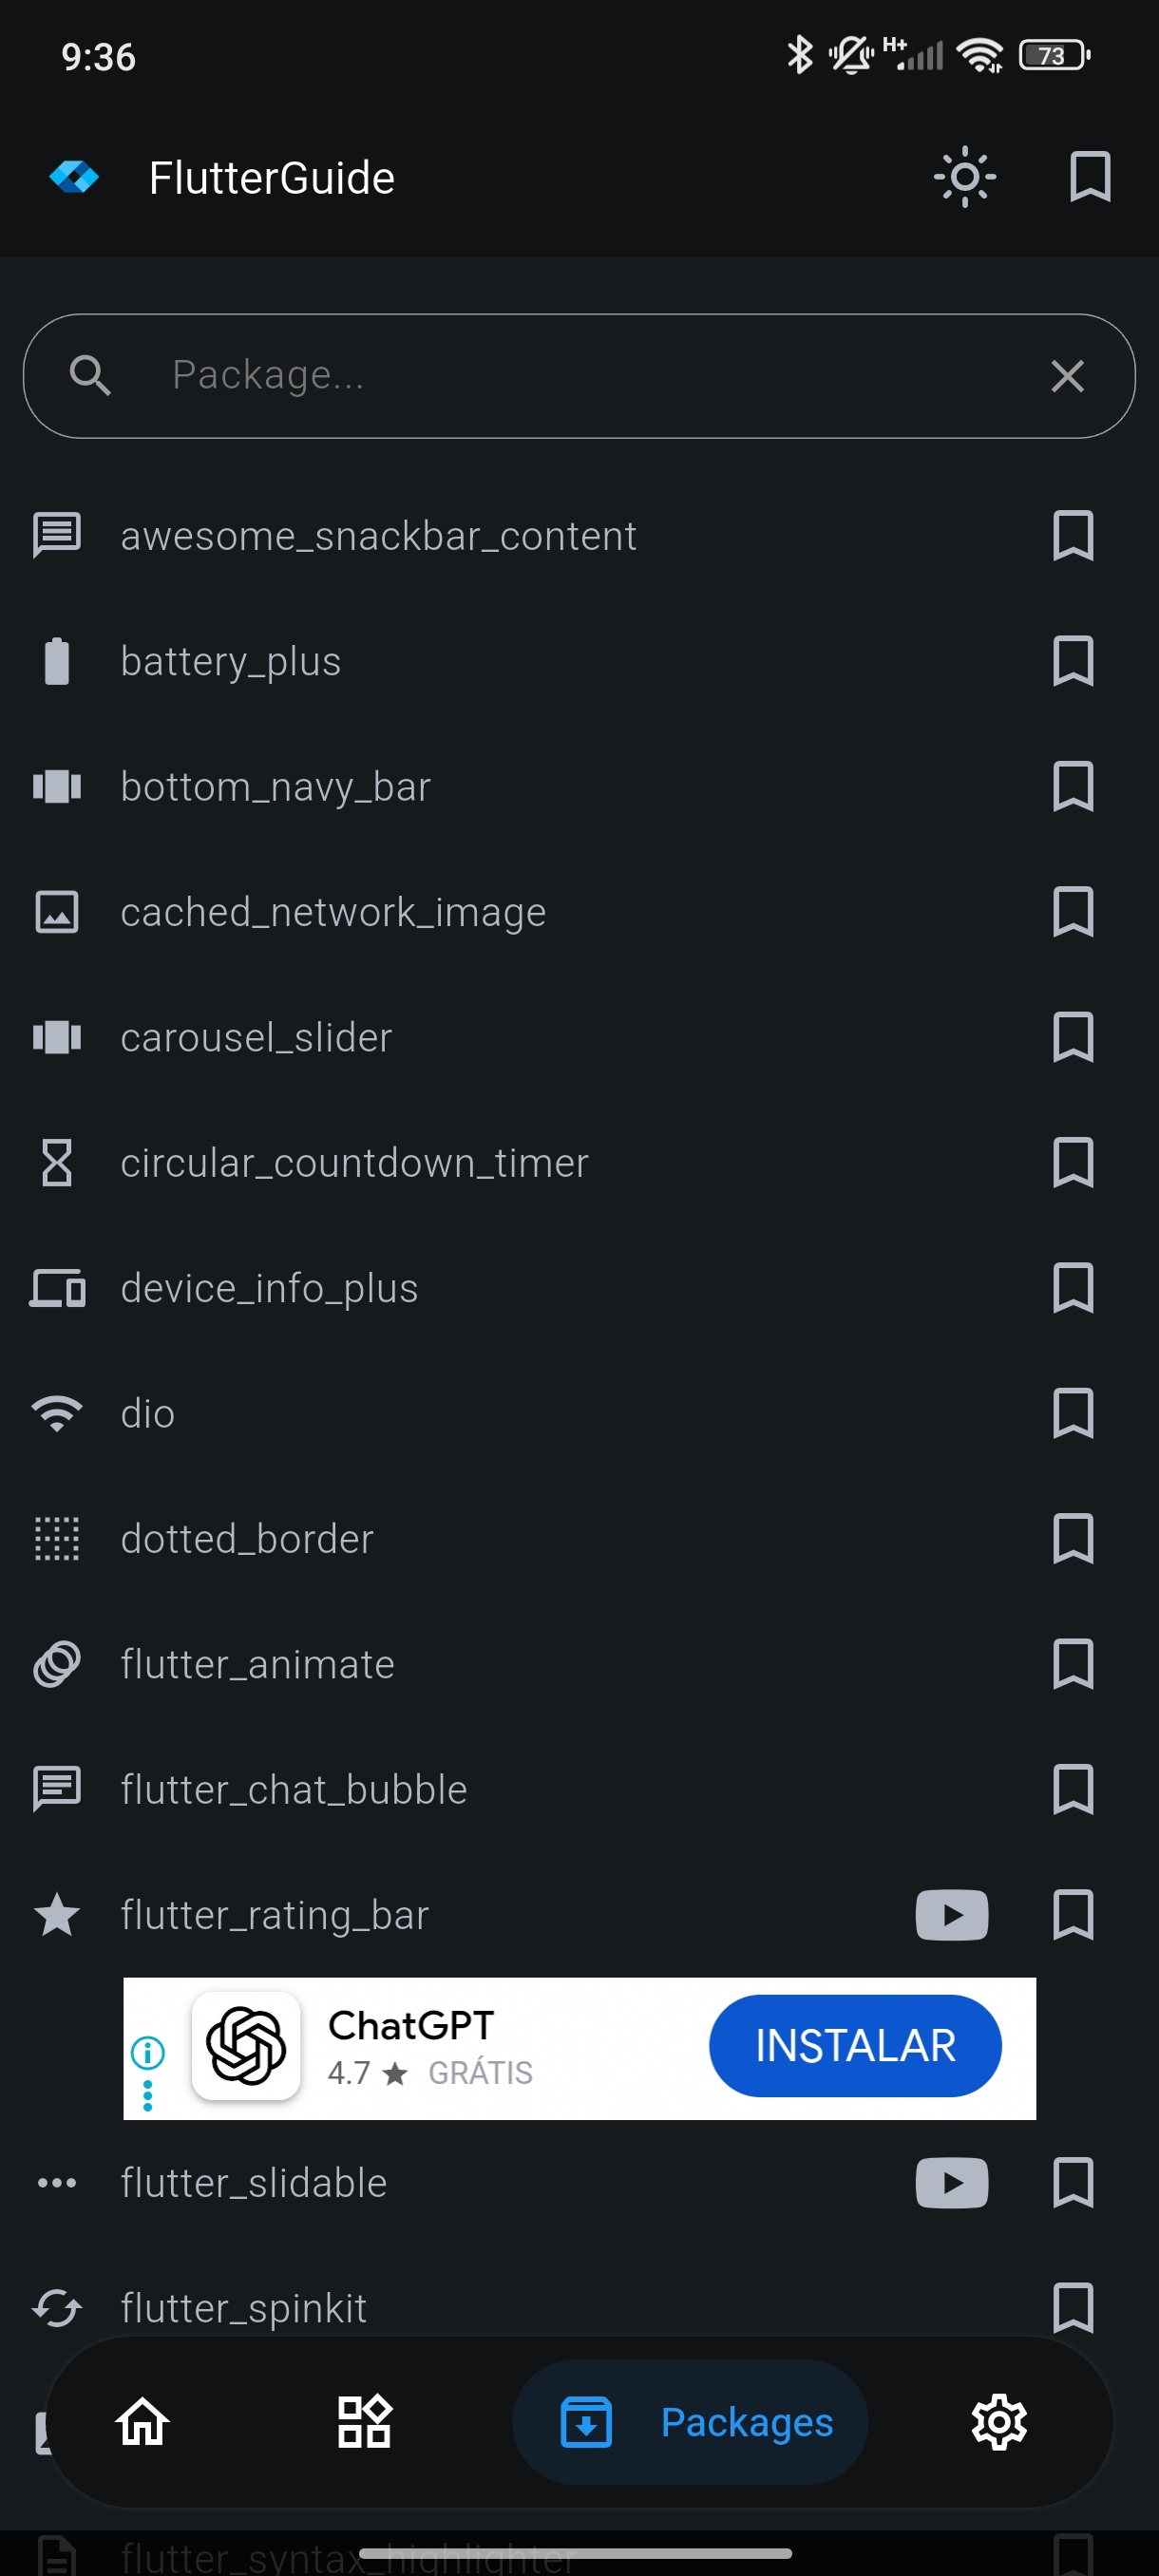 9:36
H+
73
FlutterGuide
Package...
awesome_snackbar_content
battery_plus
bottom_navy_bar
cached_network_image
carousel_slider
circular_countdown_timer
device_info_plus
dio
dotted_border
flutter_animate
flutter_chat_bubble
flutter_rating_bar
ChatGPT
4.7 ★ GRÁTIS
INSTALAR
flutter_slidable
flutter_spinkit
Packages
flutter_syntax_highlighter